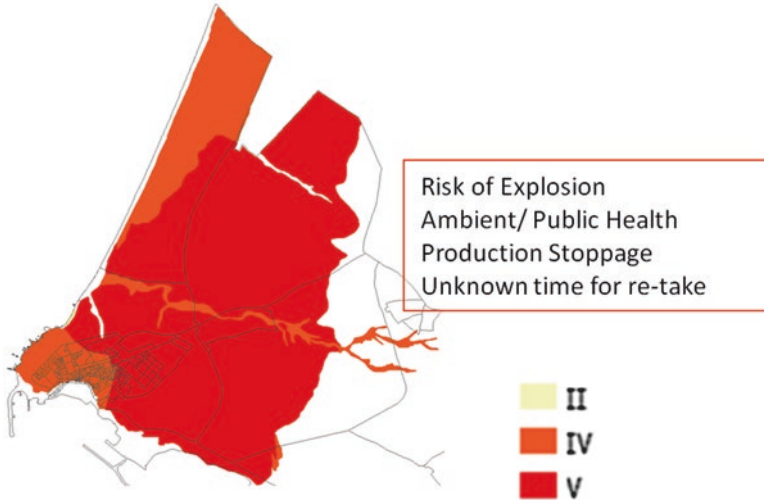 Risk of Explosion
Ambient/ Public Health
Production Stoppage
Unknown time for re-take
II
IV
V